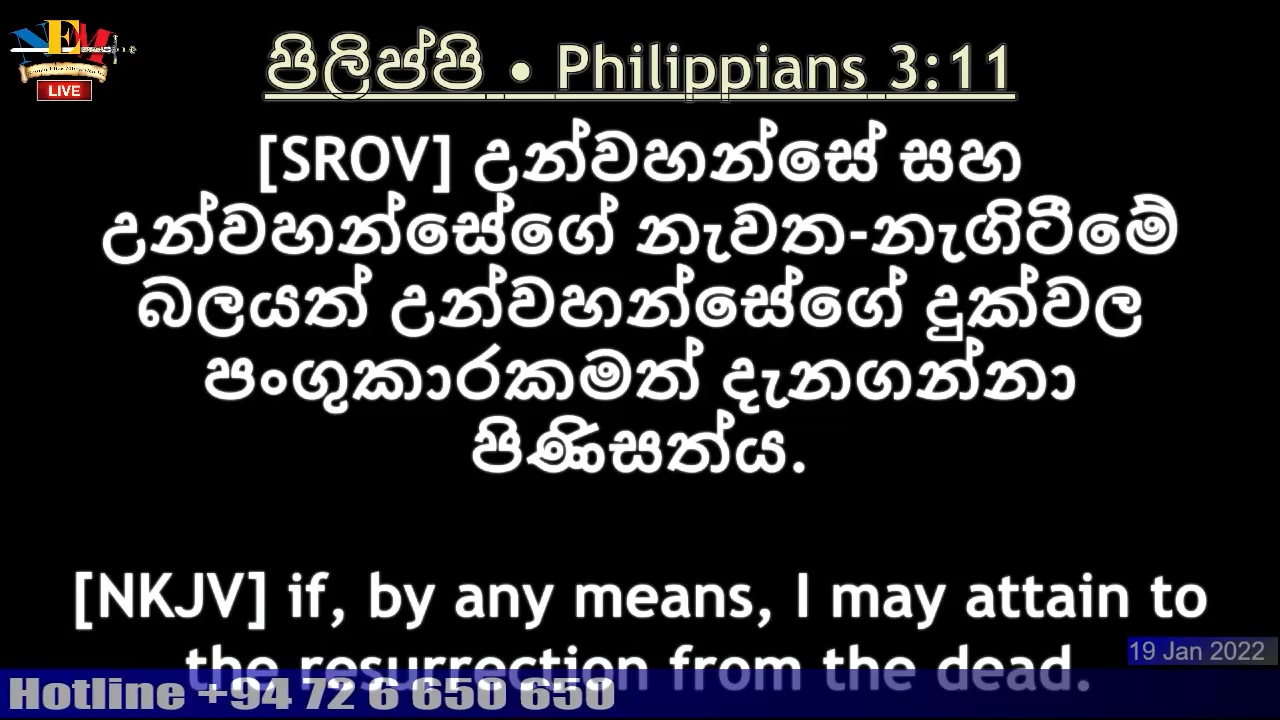 NEM
LIVE
පිලිප්පි • Philippians 3:11
[SROV] උන්වහන්සේ සහ
උන්වහන්සේගේ නැවත-නැගිටීමේ
බලයත් උන්වහන්සේගේ දුක්වල
පංගුකාරකමත් දැනගන්නා
පිණිසත්ය.
[NKJV] if, by any means, I may attain to
the resurrection from the dead.
19 Jan 2022
Hotline +94 72 6 650 650